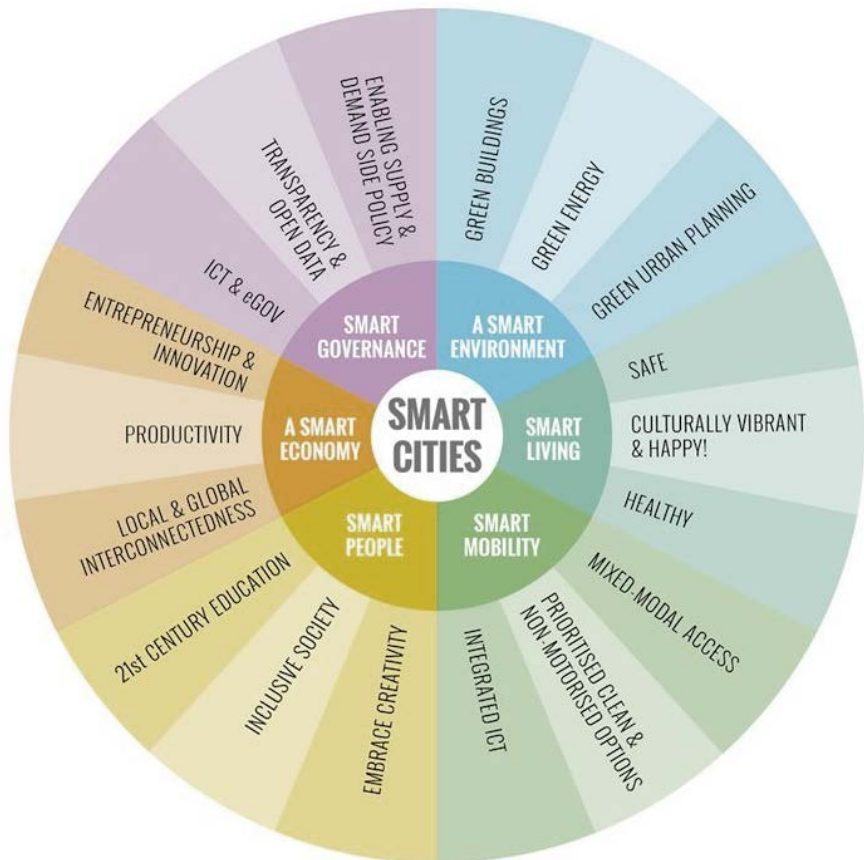 SMART
CITIES
A SMART
ENVIRONMENT
GREEN BUILDINGS
GREEN ENERGY
GREEN URBAN PLANNING
SMART
LIVING
SAFE
CULTURALLY VIBRANT
& HAPPY!
HEALTHY
SMART
MOBILITY
MIXED-MODAL ACCESS
PRIORITISED CLEAN &
NON-MOTORISED OPTIONS
INTEGRATED ICT
SMART
PEOPLE
EMBRACE CREATIVITY
INCLUSIVE SOCIETY
21st CENTURY EDUCATION
A SMART
ECONOMY
LOCAL & GLOBAL
INTERCONNECTEDNESS
PRODUCTIVITY
ENTREPRENEURSHIP &
INNOVATION
SMART
GOVERNANCE
ICT & eGOV
TRANSPARENCY &
OPEN DATA
ENABLING SUPPLY &
DEMAND SIDE POLICY